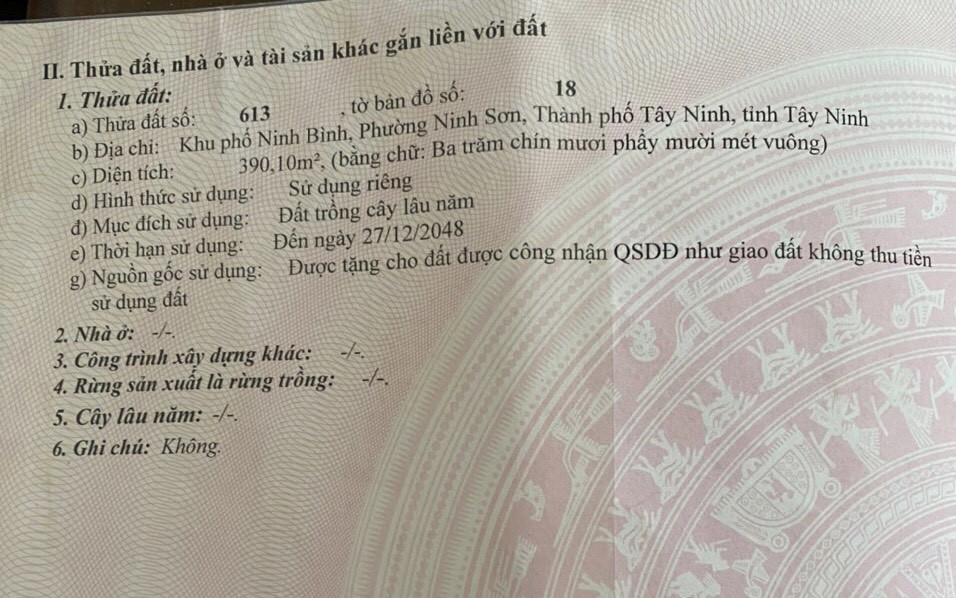 II. Thửa đất, nhà ở và tài sản khác gắn liền với đất
1. Thửa đất:
a) Thửa đất số: 613 , tờ bản đồ số: 18
b) Địa chỉ: Khu phố Ninh Bình, Phường Ninh Sơn, Thành phố Tây Ninh, tỉnh Tây Ninh
c) Diện tích: 390,10m², (bằng chữ: Ba trăm chín mươi phẩy mười mét vuông)
d) Hình thức sử dụng: Sử dụng riêng
đ) Mục đích sử dụng: Đất trồng cây lâu năm
e) Thời hạn sử dụng: Đến ngày 27/12/2048
g) Nguồn gốc sử dụng: Được tặng cho đất được công nhận QSDĐ như giao đất không thu tiền
sử dụng đất
2. Nhà ở: -/-.
3. Công trình xây dựng khác: -/-.
4. Rừng sản xuất là rừng trồng: -/-.
5. Cây lâu năm: -/-.
6. Ghi chú: Không.